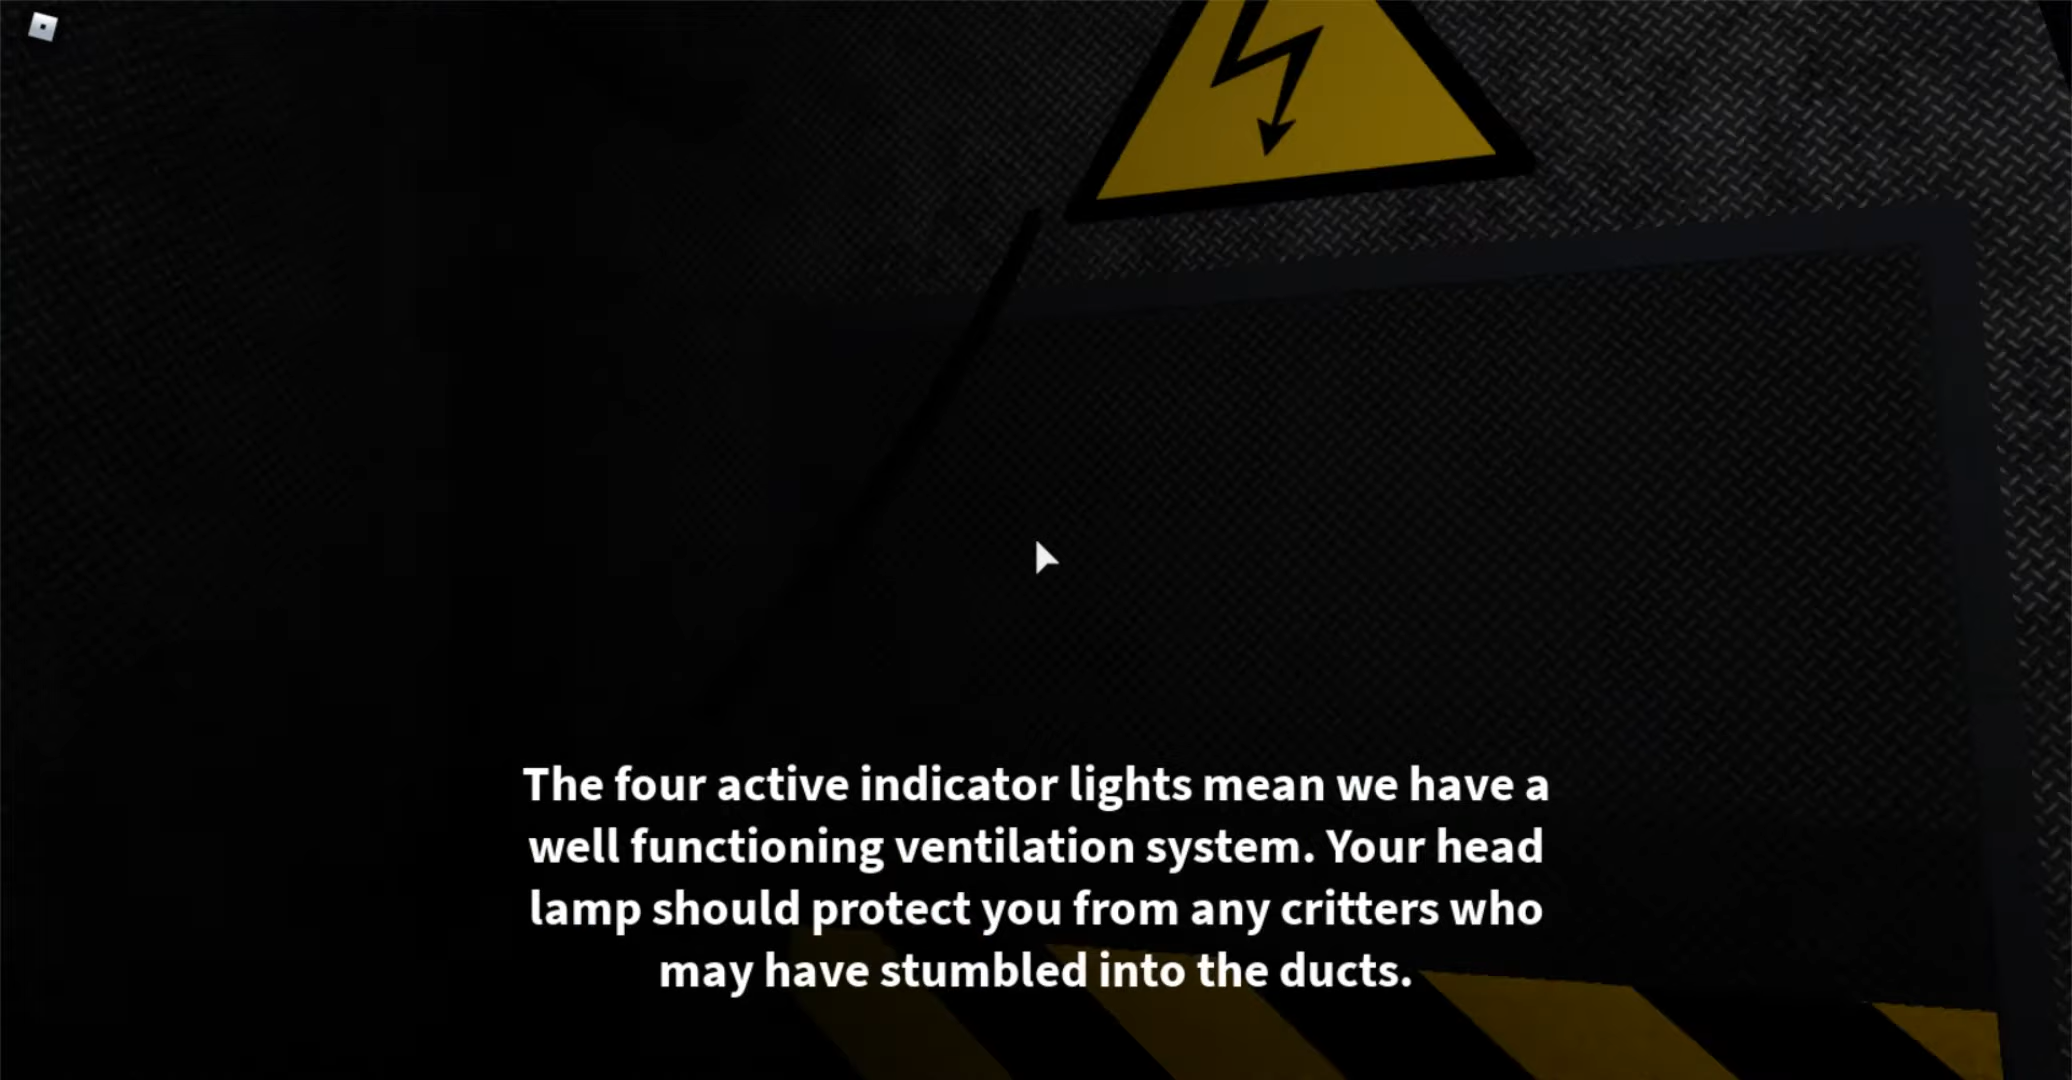 The four active indicator lights mean we have a
well functioning ventilation system. Your head
lamp should protect you from any critters who
may have stumbled into the ducts.